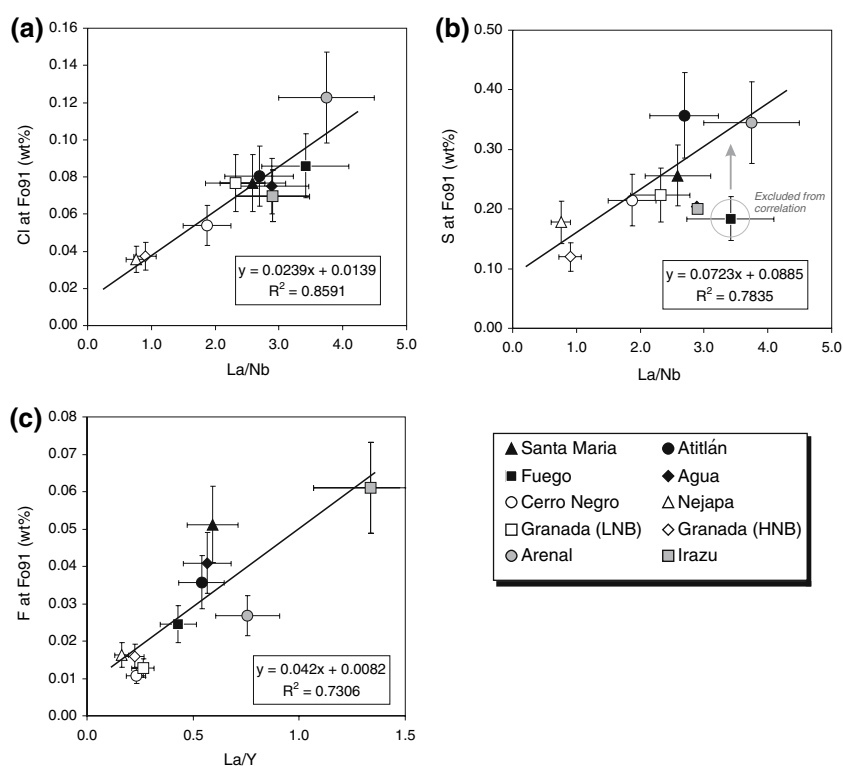 (a)
0.16
0.14
0.12
0.10
0.08
0.06
0.04
0.02
0.00
Cl at Fo91 (wt%)
y = 0.0239x + 0.0139
R² = 0.8591
0.0 1.0 2.0 3.0 4.0 5.0
La/Nb
(b)
0.50
0.40
0.30
0.20
0.10
0.00
S at Fo91 (wt%)
Excluded from
correlation
y = 0.0723x + 0.0885
R² = 0.7835
0.0 1.0 2.0 3.0 4.0 5.0
La/Nb
(c)
0.08
0.07
0.06
0.05
0.04
0.03
0.02
0.01
0.00
F at Fo91 (wt%)
y = 0.042x + 0.0082
R² = 0.7306
0.0 0.5 1.0 1.5
La/Y
Santa Maria Atitlán
Fuego Agua
Cerro Negro Nejapa
Granada (LNB) Granada (HNB)
Arenal Irazu